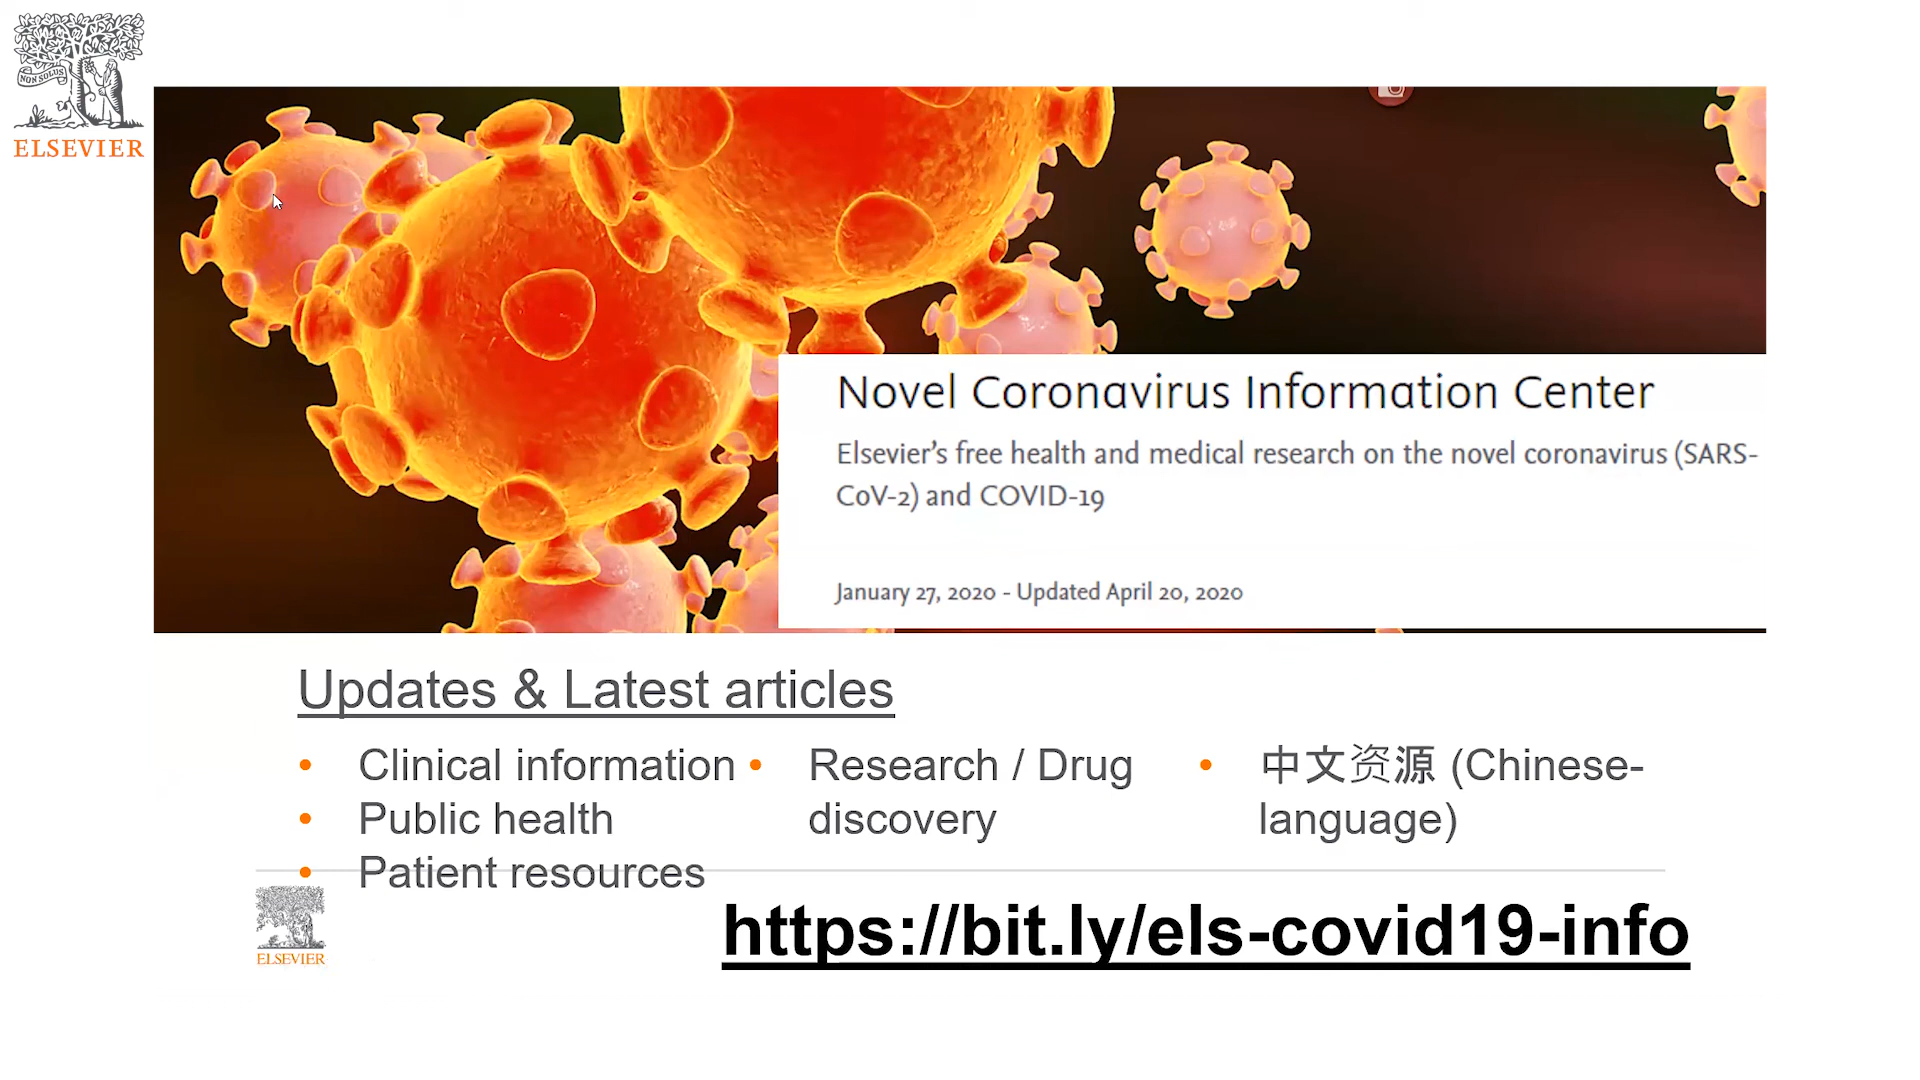 NON SOLUS
ELSEVIER
Novel Coronavirus Information Center
Elsevier’s free health and medical research on the novel coronavirus (SARS-
CoV-2) and COVID-19
January 27, 2020 - Updated April 20, 2020
Updates & Latest articles
• Clinical information
• Public health
• Patient resources
• Research / Drug
discovery
• 中文资源 (Chinese-
language)
ELSEVIER
https://bit.ly/els-covid19-info